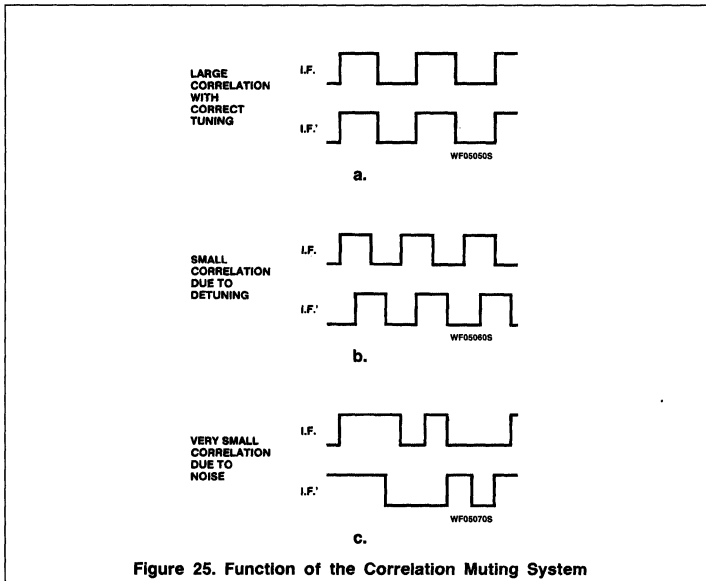 LARGE
CORRELATION
WITH
CORRECT
TUNING
I.F.
I.F.'
WF05050S
a.
SMALL
CORRELATION
DUE TO
DETUNING
I.F.
I.F.'
WF05060S
b.
VERY SMALL
CORRELATION
DUE TO
NOISE
I.F.
I.F.'
WF05070S
c.
Figure 25. Function of the Correlation Muting System